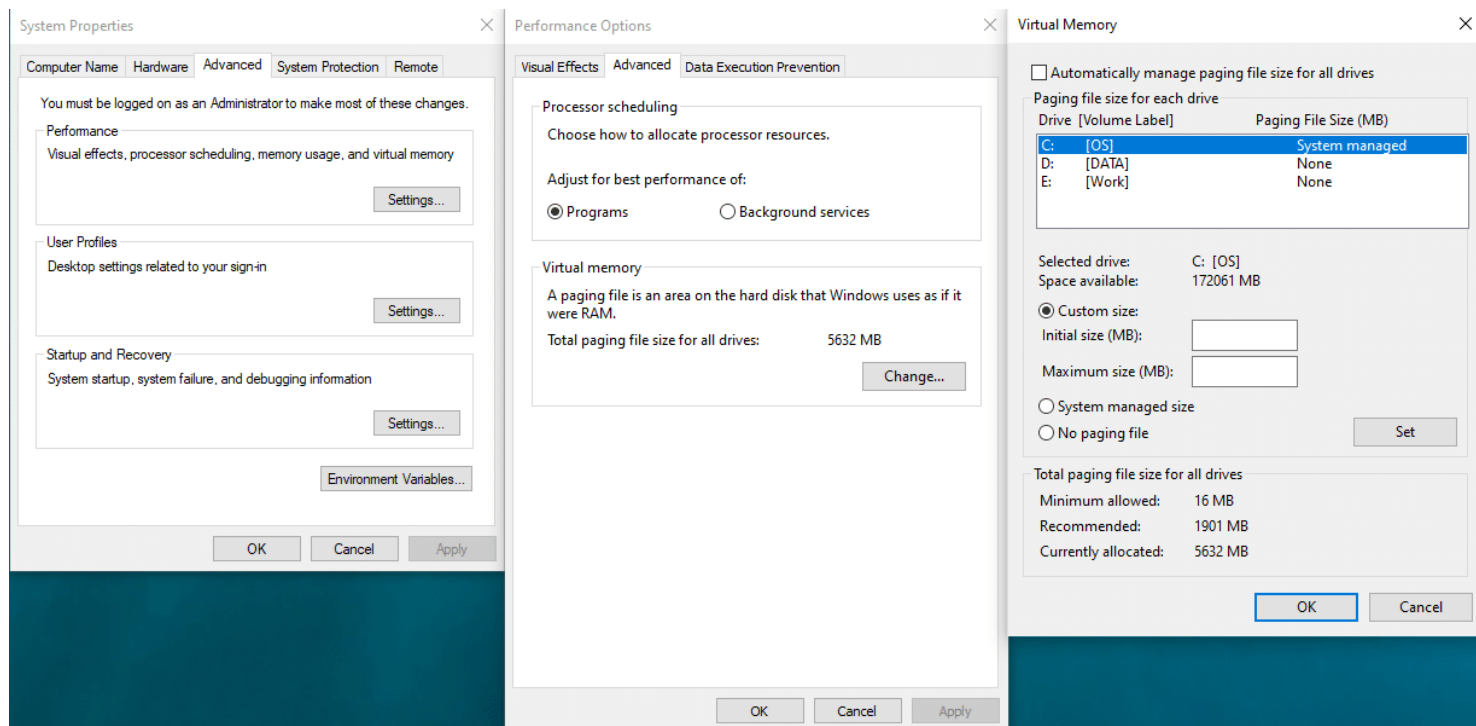 System Properties
Computer Name Hardware Advanced System Protection Remote
You must be logged on as an Administrator to make most of these changes.
Performance
Visual effects, processor scheduling, memory usage, and virtual memory
Settings...
User Profiles
Desktop settings related to your sign-in
Settings...
Startup and Recovery
System startup, system failure, and debugging information
Settings...
Environment Variables...
OK Cancel Apply
Performance Options
Visual Effects Advanced Data Execution Prevention
Processor scheduling
Choose how to allocate processor resources.
Adjust for best performance of:
Programs Background services
Virtual memory
A paging file is an area on the hard disk that Windows uses as if it
were RAM.
Total paging file size for all drives: 5632 MB
Change...
OK Cancel Apply
Virtual Memory
Automatically manage paging file size for all drives
Paging file size for each drive
Drive [Volume Label] Paging File Size (MB)
C: [OS] System managed
D: [DATA] None
E: [Work] None
Selected drive: C: [OS]
Space available: 172061 MB
Custom size:
Initial size (MB):
Maximum size (MB):
System managed size
No paging file Set
Total paging file size for all drives
Minimum allowed: 16 MB
Recommended: 1901 MB
Currently allocated: 5632 MB
OK Cancel